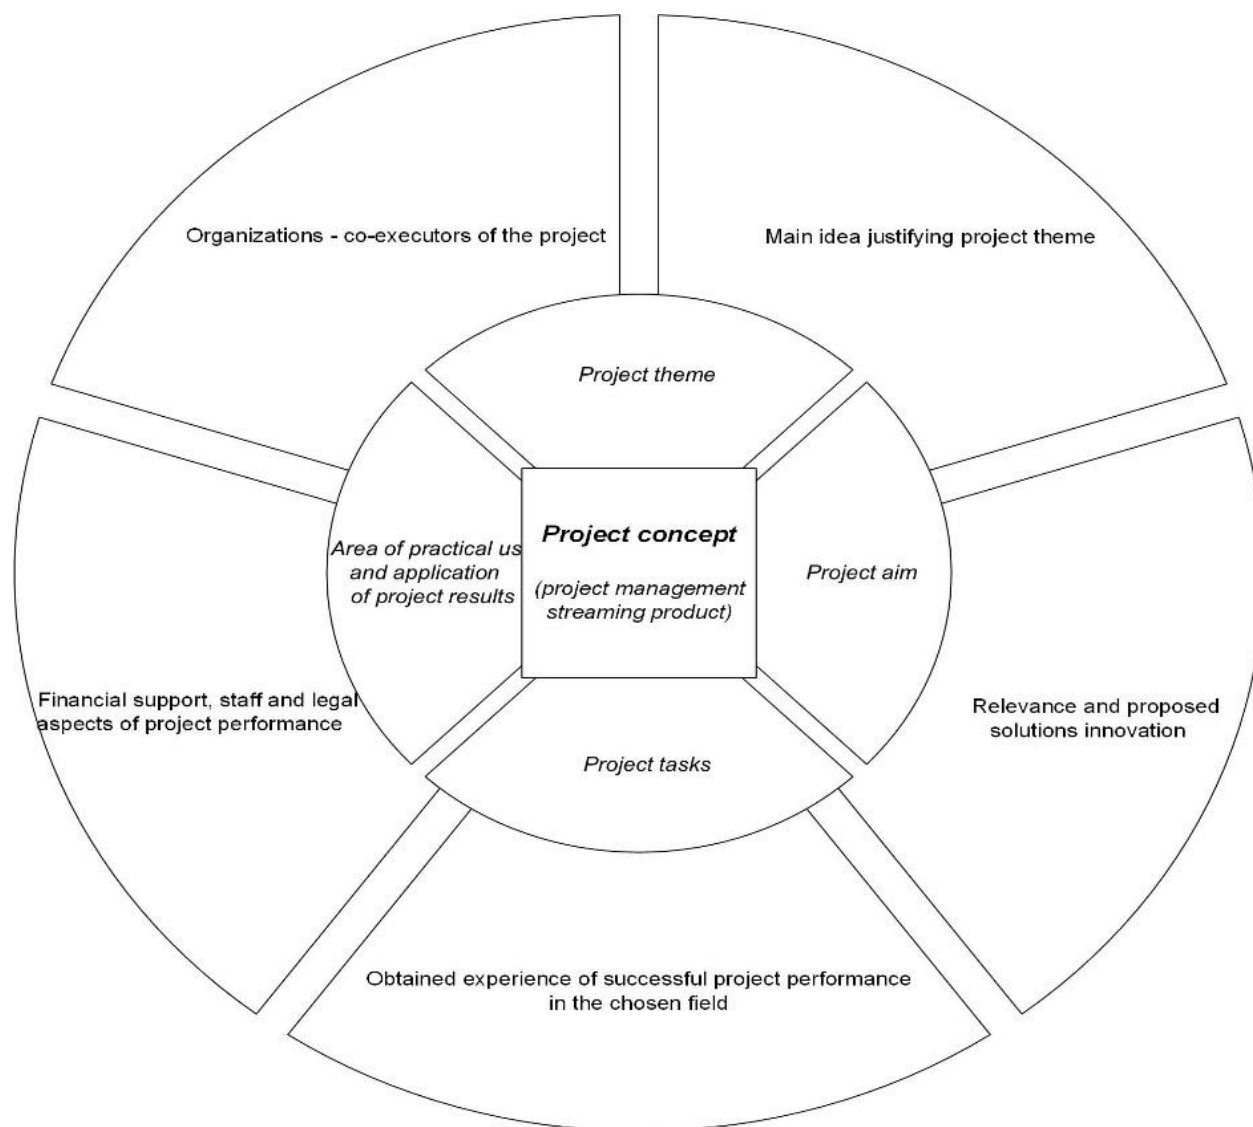 Organizations - co-executors of the project
Main idea justifying project theme
Project theme
Area of practical us
and application
of project results
Project concept
(project management
streaming product)
Project aim
Financial support, staff and legal
aspects of project performance
Relevance and proposed
solutions innovation
Project tasks
Obtained experience of successful project performance
in the chosen field